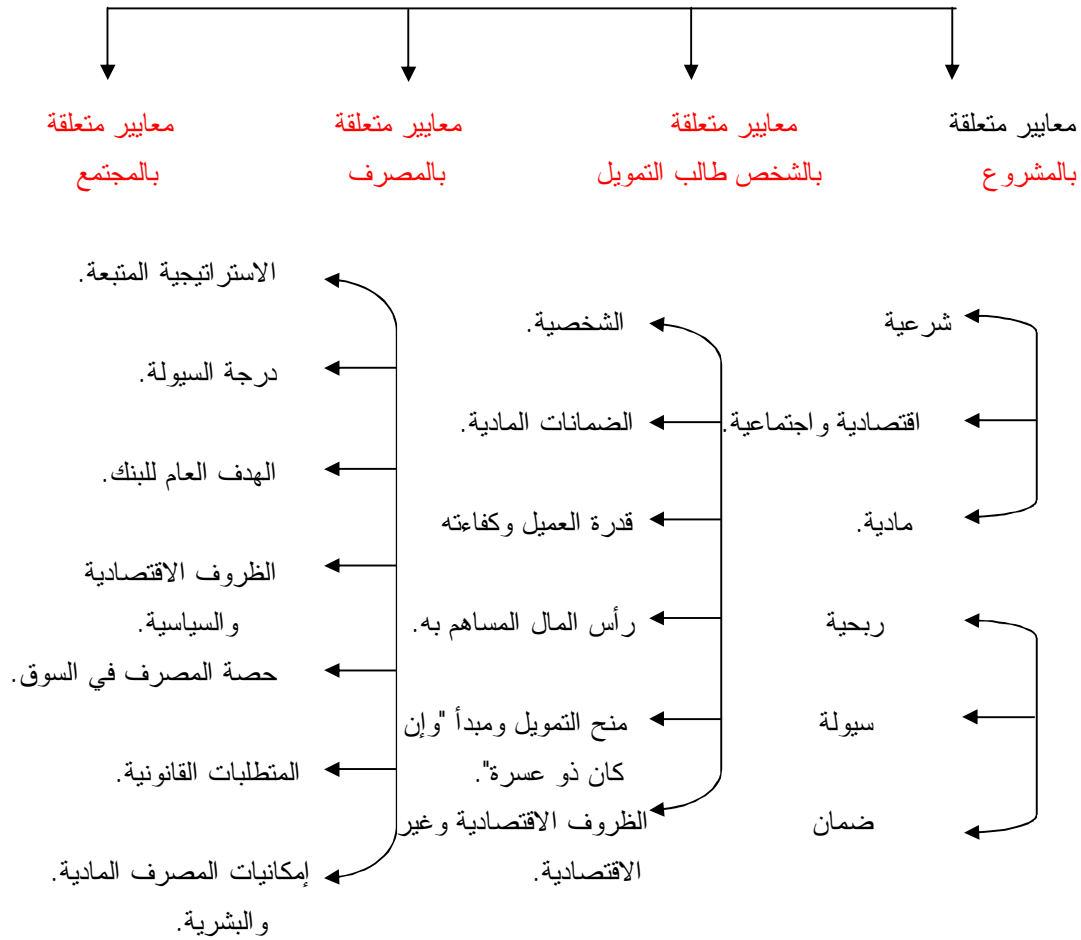 معايير متعلقة
بالمشروع
معايير متعلقة
بالشخص طالب التمويل
معايير متعلقة
بالمصرف
معايير متعلقة
بالمجتمع
شرعية
اقتصادية واجتماعية.
مادية.
ربحية
سيولة
ضمان
الشخصية.
الضمانات المادية.
قدرة العميل وكفاءته
رأس المال المساهم به.
منح التمويل ومبدأ "وإن
كان ذو عسرة".
الظروف الاقتصادية وغير
الاقتصادية.
الاستراتيجية المتبعة.
درجة السيولة.
الهدف العام للبنك.
الظروف الاقتصادية
والسياسية.
حصة المصرف في السوق.
المتطلبات القانونية.
إمكانيات المصرف المادية.
والبشرية.